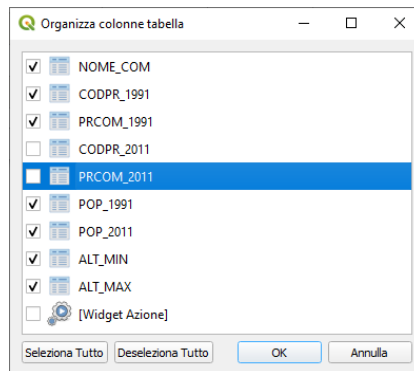 Organizza colonne tabella
NOME_COM
CODPR_1991
PRCOM_1991
CODPR_2011
PRCOM_2011
POP_1991
POP_2011
ALT_MIN
ALT_MAX
[Widget Azione]
Seleziona Tutto Deseleziona Tutto OK Annulla